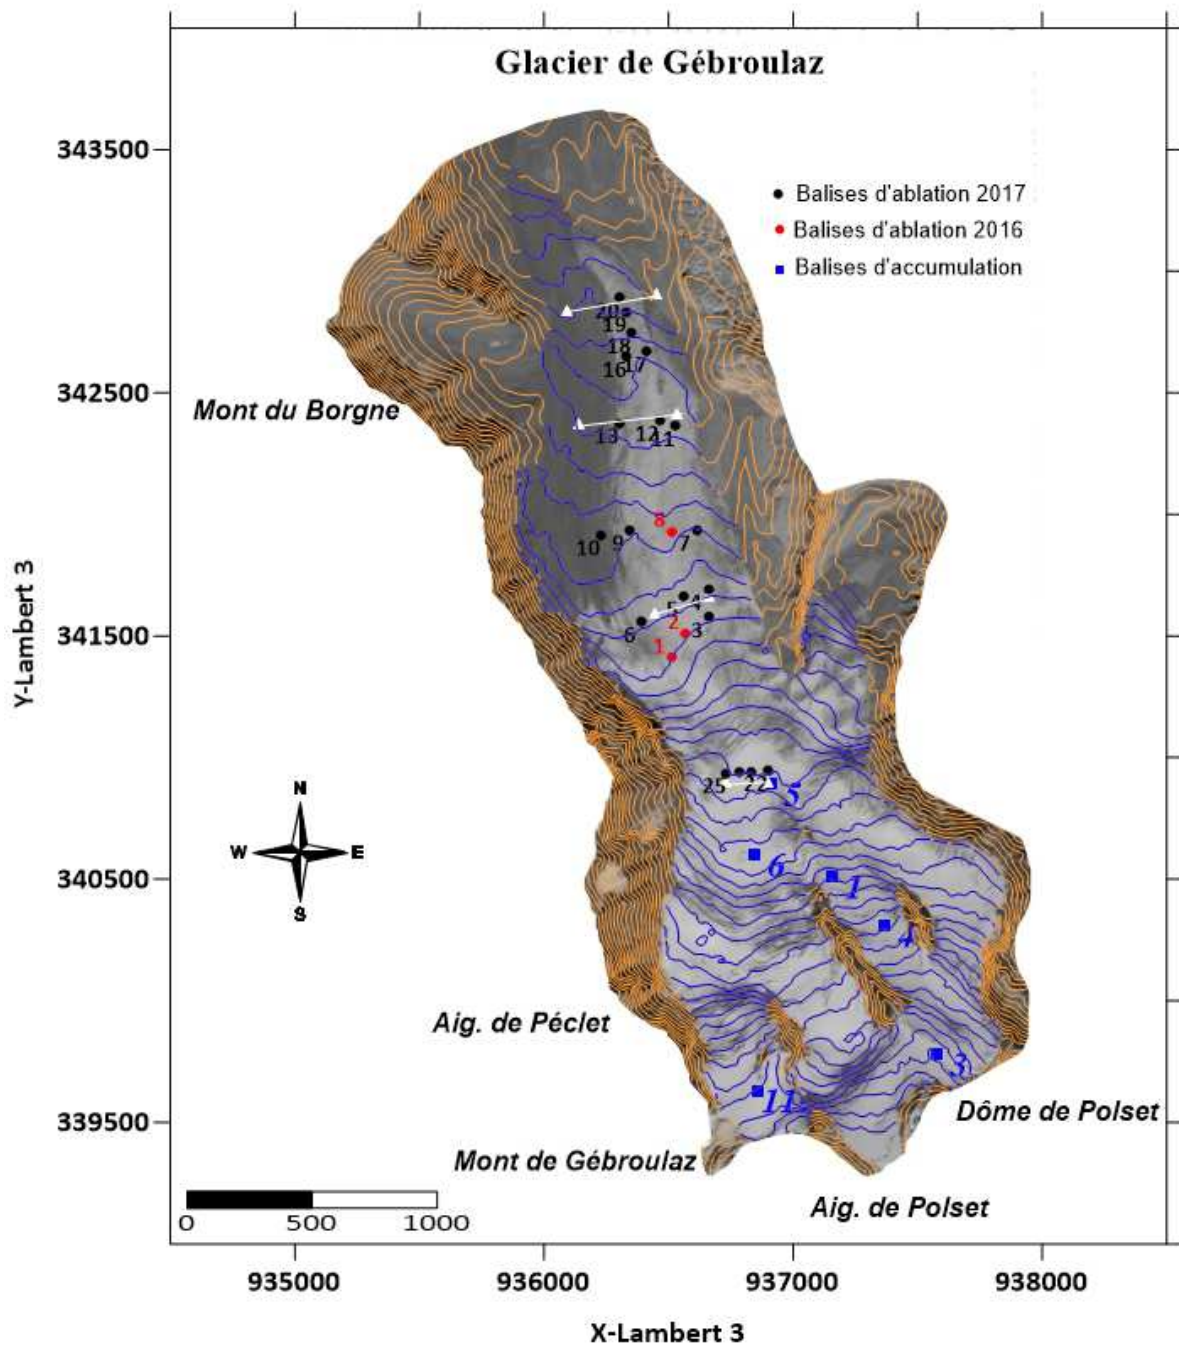 Glacier de Gébroulaz
343500
Balises d'ablation 2017
Balises d'ablation 2016
Balises d'accumulation
20
19
18
16 17
342500
Mont du Borgne
13 12 11
8
10 9 7
5 4
2
6 3
341500
1
Y-Lambert 3
25 22 5
N
W E
S
6 1
340500
4
Aig. de Péclet
3
11
339500
Dôme de Polset
Mont de Gébroulaz
Aig. de Polset
0 500 1000
935000 936000 937000 938000
X-Lambert 3